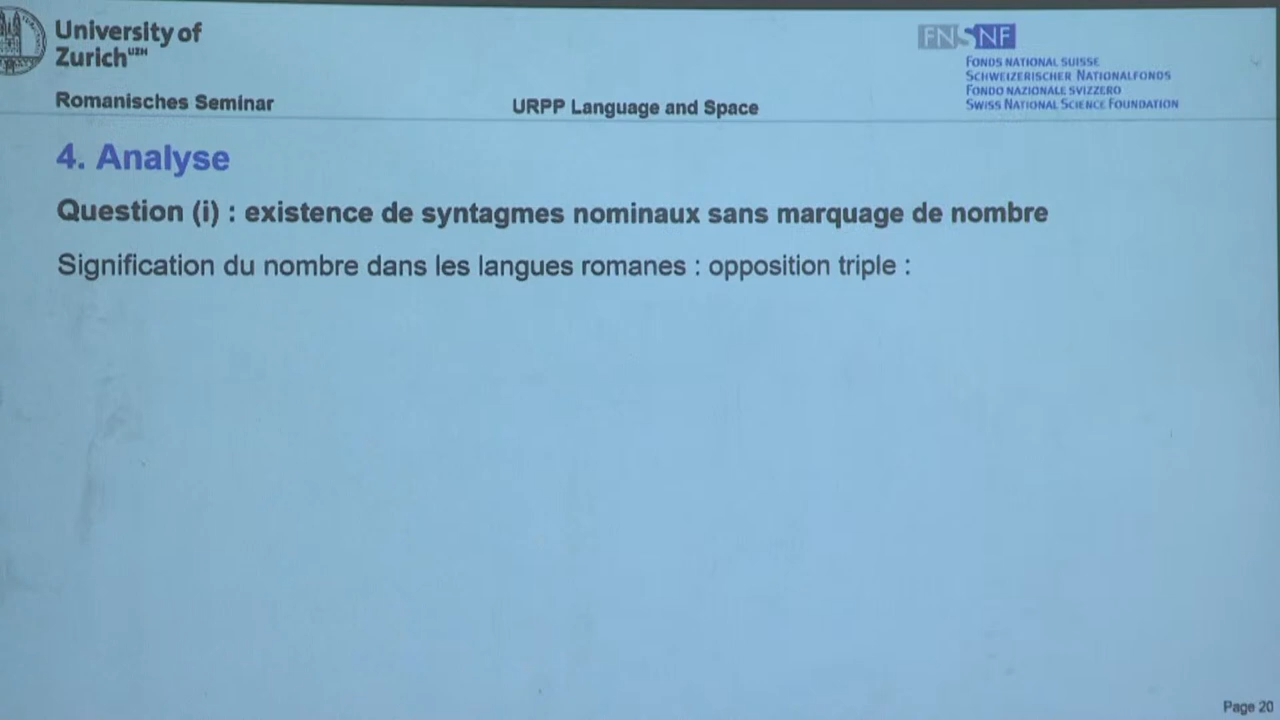 University of
Zurich UZH
FNSNF
FONDS NATIONAL SUISSE
SCHWEIZERISCHER NATIONALFONDS
FONDO NAZIONALE SVIZZERO
SWISS NATIONAL SCIENCE FOUNDATION
Romanisches Seminar
URPP Language and Space
4. Analyse
Question (i) : existence de syntagmes nominaux sans marquage de nombre
Signification du nombre dans les langues romanes : opposition triple :
Page 20